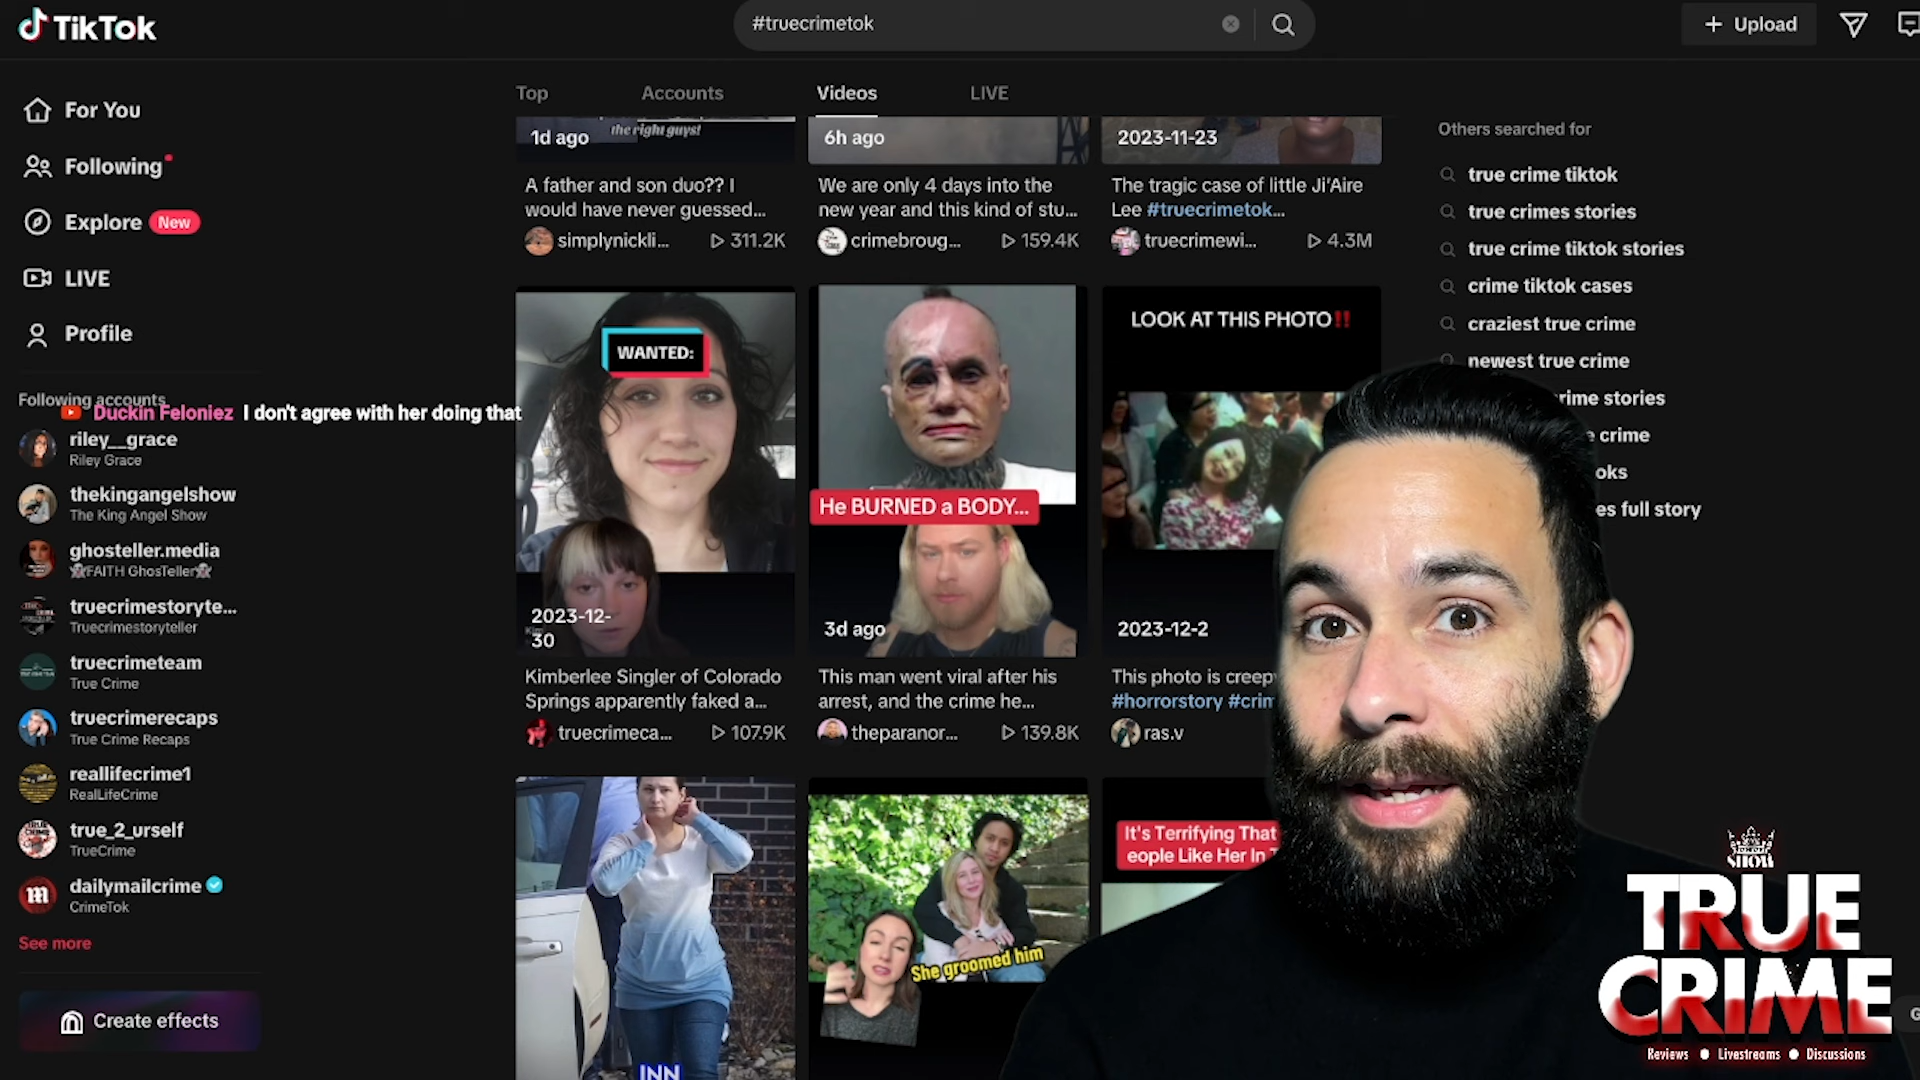 TikTok
#truecrimetok
Upload
For You
Following
Explore
New
LIVE
Profile
Following accounts
Duckin Feloniez I don't agree with her doing that
riley__grace
Riley Grace
thekingangelshow
The King Angel Show
ghosteller.media
FAITH GhosTeller
truecrimestoryte...
Truecrimestoryteller
truecrimeteam
True Crime
truecrimerecaps
True Crime Recaps
reallifecrime1
RealLifeCrime
true_2_urself
TrueCrime
dailymailcrime
CrimeTok
See more
Create effects
Top
Accounts
Videos
LIVE
the right guys!
1d ago
A father and son duo?? I
would have never guessed...
simplynickli...
311.2K
6h ago
We are only 4 days into the
new year and this kind of stu...
crimebroug...
159.4K
2023-11-23
The tragic case of little Ji'Aire
Lee #truecrimetok...
truecrimewi...
4.3M
WANTED:
2023-12-
30
Kimberlee Singler of Colorado
Springs apparently faked a...
truecrimeca...
107.9K
He BURNED a BODY...
3d ago
This man went viral after his
arrest, and the crime he...
theparanor...
139.8K
LOOK AT THIS PHOTO‼
2023-12-2
This photo is creep
#horrorstory #crim
ras.v
INN
She groomed him
It's Terrifying That
eople Like Her In T
Others searched for
true crime tiktok
true crimes stories
true crime tiktok stories
crime tiktok cases
craziest true crime
newest true crime
rime stories
e crime
oks
es full story
SHOW
TRUE
CRIME
Reviews ● Livestreams ● Discussions